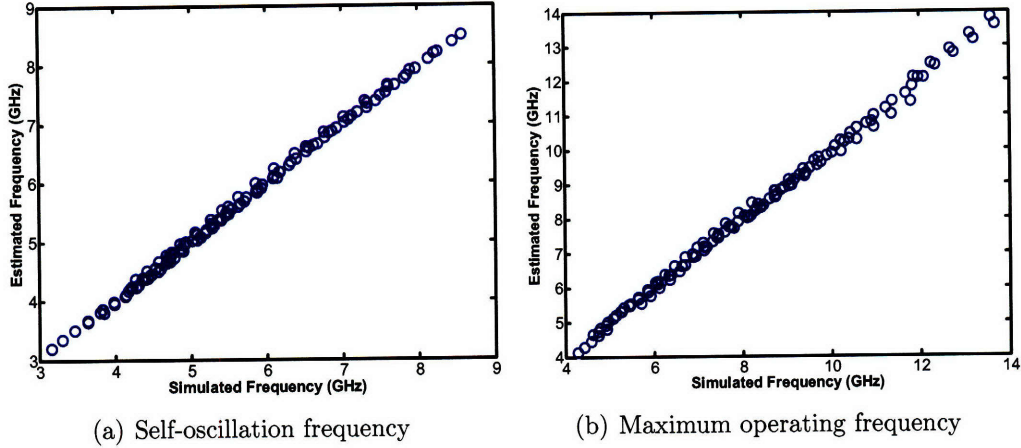 9
8
7
6
5
4
3
3 4 5 6 7 8 9
Estimated Frequency (GHz)
Simulated Frequency (GHz)
(a) Self-oscillation frequency
14
13
12
11
10
9
8
7
6
5
4
4 6 8 10 12 14
Estimated Frequency (GHz)
Simulated Frequency (GHz)
(b) Maximum operating frequency